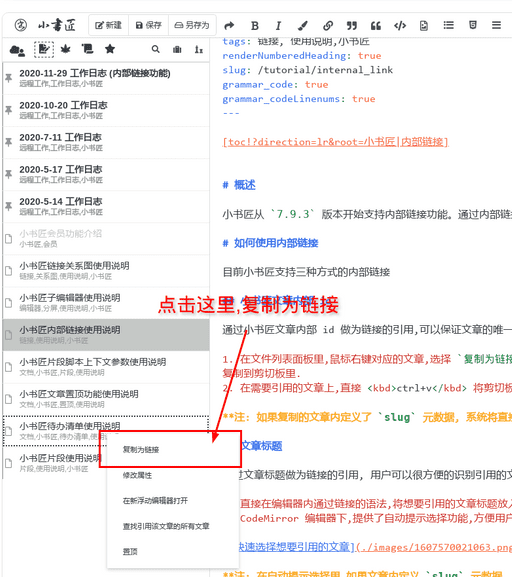 小书匠 新建 保存 另存为
2020-11-29 工作日志 (内部链接功能)
远程工作,工作日志,小书匠
2020-10-20 工作日志
远程工作,工作日志,小书匠
2020-7-11 工作日志
远程工作,工作日志,小书匠
2020-5-17 工作日志
远程工作,工作日志,小书匠
2020-5-14 工作日志
远程工作,工作日志,小书匠
小书匠会员功能介绍
小书匠,会员
小书匠链接关系图使用说明
链接,关系图,使用说明,小书匠
小书匠子编辑器使用说明
编辑器,分屏,使用说明,小书匠
小书匠内部链接使用说明
链接,使用说明,小书匠
小书匠片段脚本上下文参数使用说明
文档,小书匠,片段,使用说明
小书匠文章置顶功能使用说明
文档,小书匠,置顶,使用说明
小书匠待办清单使用说明
文档,小书匠,待办清单,使用说
小书匠片段使用说明
片段,使用说明,小书匠
复制为链接
修改属性
在新浮动编辑器打开
查找引用该文章的所有文章
置顶
点击这里,复制为链接
tags: 链接, 使用说明,小书匠
renderNumberedHeading: true
slug: /tutorial/internal_link
grammar_code: true
grammar_codeLinenums: true
---
[toc!?direction=lr&root=小书匠|内部链接]
# 概述
小书匠从 `7.9.3` 版本开始支持内部链接功能。通过内部链
# 如何使用内部链接
目前小书匠支持三种方式的内部链接
通过小书匠文章内部 id 做为链接的引用,可以保证文章的唯一
1. 在文件列表面板里,鼠标右键对应的文章,选择 `复制为链接
复制到剪切板里.
2. 在需要引用的文章上,直接 <kbd>ctrl+v</kbd> 将剪切板
**注: 如果复制的文章内定义了 `slug` 元数据, 系统将直接
文章标题
过文章标题做为链接的引用, 用户可以很方便的识别引用的文
直接在编辑器内通过链接的语法,将想要引用的文章标题放入
CodeMirror 编辑器下,提供了自动提示选择功能,方便用户
快速选择想要引用的文章](./images/1607570021063.png
**注: 在自动提示选择里,如果文章内定义了 `slug` 元数据,